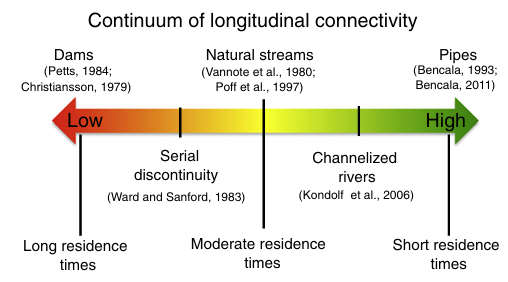 Continuum of longitudinal connectivity
Dams
(Petts, 1984;
Christiansson, 1979)
Natural streams
(Vannote et al., 1980;
Poff et al., 1997)
Pipes
(Bencala, 1993;
Bencala, 2011)
Low
High
Serial
discontinuity
(Ward and Sanford, 1983)
Channelized
rivers
(Kondolf et al., 2006)
Long residence
times
Moderate residence
times
Short residence
times